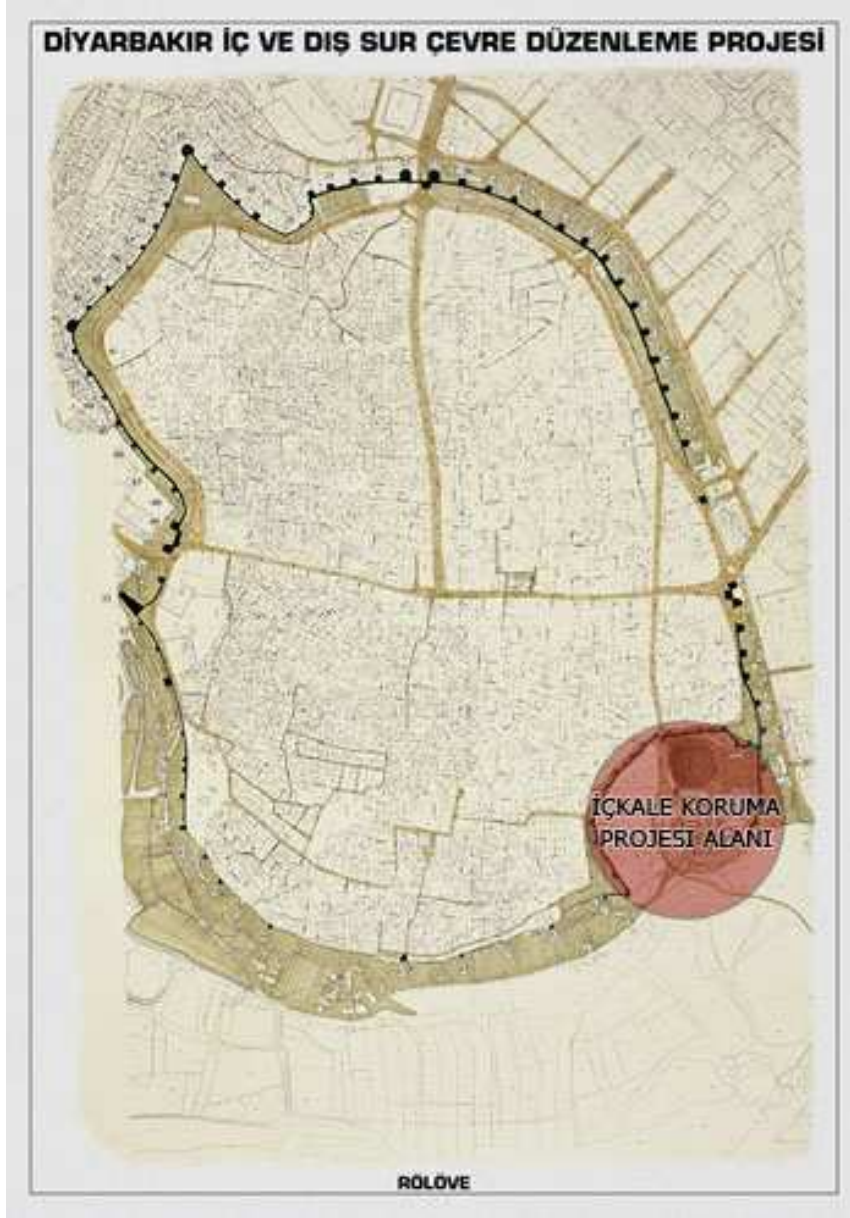 DİYARBAKIR İÇ VE DIŞ SUR ÇEVRE DÜZENLEME PROJESİ
İÇKALE KORUMA
PROJESİ ALANI
RÖLÖVE